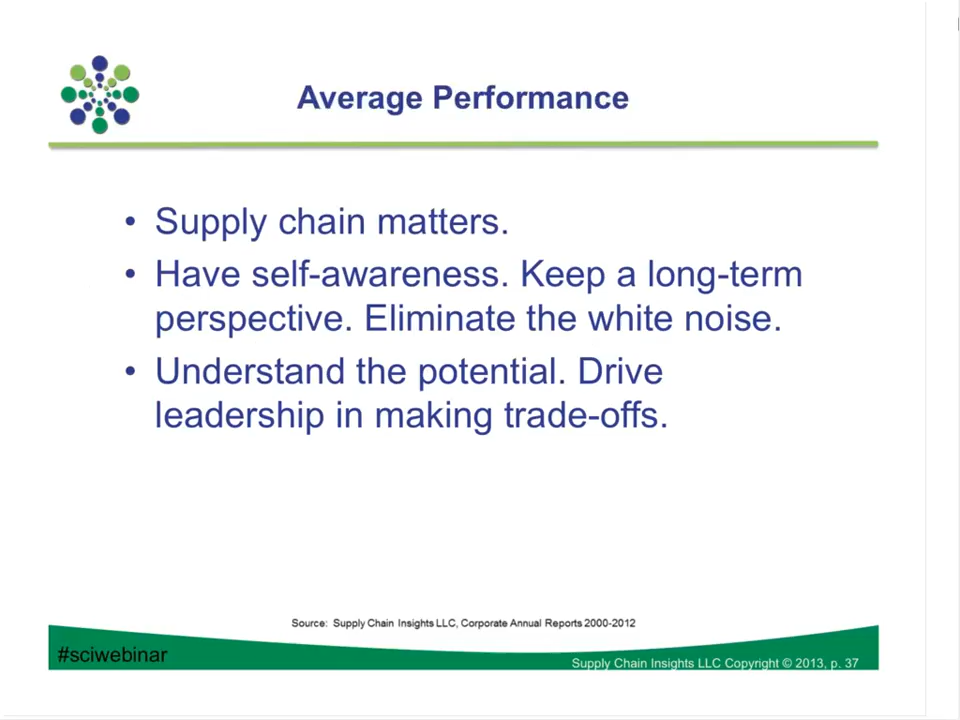 Average Performance
• Supply chain matters.
• Have self-awareness. Keep a long-term
perspective. Eliminate the white noise.
• Understand the potential. Drive
leadership in making trade-offs.
Source: Supply Chain Insights LLC, Corporate Annual Reports 2000-2012
#sciwebinar
Supply Chain Insights LLC Copyright © 2013, p. 37